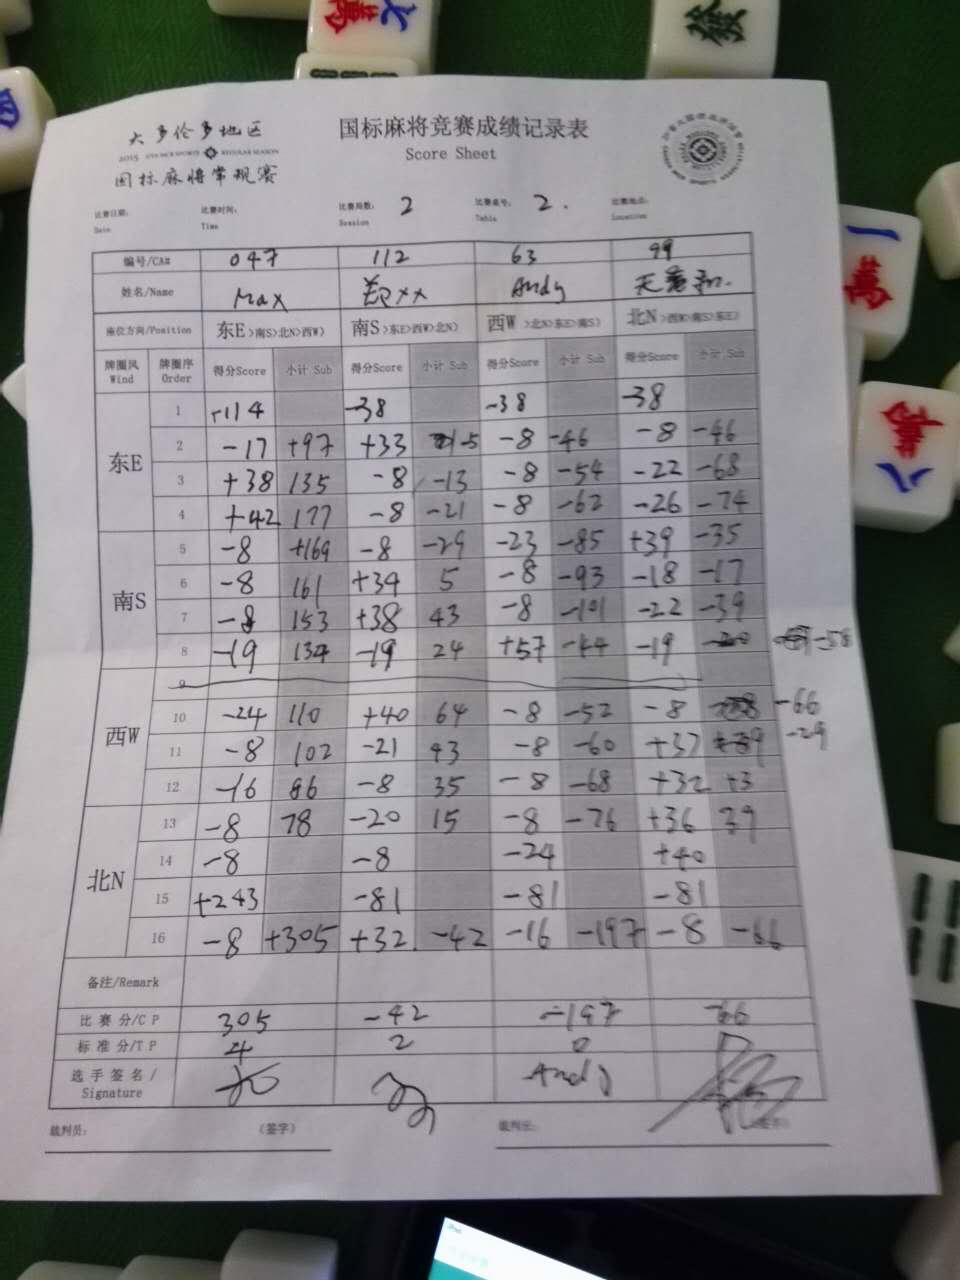 七萬
發
四
大多伦多地区
国标麻将竞赛成绩记录表
2015 GTA MCR SPORTS REGULAR SEASON
Score Sheet
国标麻将常规赛
比赛日期: 比赛时间: 比赛局数: 2 比赛桌号: 2. 比赛地点:
Date Time Session Table Location
编号/CA# 047 112 63 99
姓名/Name Max 郑xx Andy
座位方向/Position 东E>南S>北N>西W) 南S>东E>西W>北N) 西W>北N>东E>南S) 北N>西W>南S>东E)
牌圈风 Wind 牌圈序 Order 得分Score 小计 Sub 得分Score 小计 Sub 得分Score 小计 Sub 得分Score 小计 Sub
东E
1 +114 -38 -38 -38
2 -17 +97 +33 -5 -8 -46 -8 -46
3 +38 135 -8 -13 -8 -54 -22 -68
4 +42 177 -8 -21 -8 -62 -26 -74
南S
5 -8 +169 -8 -29 -23 -85 +39 -35
6 -8 161 +34 5 -8 -93 -18 -17
7 -8 153 +38 43 -8 -101 -22 -39
8 -19 134 -19 24 +57 -44 -19 -58
西W
9
10 -24 110 +40 64 -8 -52 -8 -66
11 -8 102 -21 43 -8 -60 +37 -29
12 -16 86 -8 35 -8 -68 +32 +3
北N
13 -8 78 -20 15 -8 -76 +36 39
14 -8 -8 -24 +40
15 +243 -81 -81 -81
16 -8 +305 +32 -42 -16 -197 -8 -66
备注/Remark
比赛分/C P 305 -42 -197 -66
标准分/T P 4 2 0
选手签名/ Signature Andy
裁判员: (签字) 裁判长: (签字)
一萬
八萬